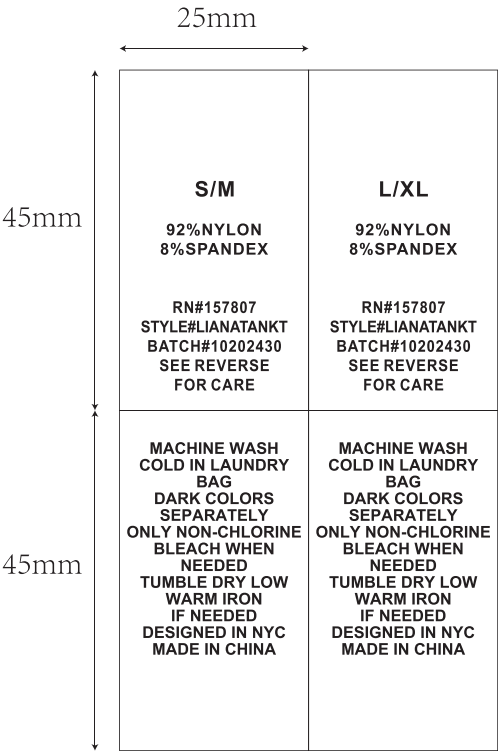 25mm
45mm
S/M
92%NYLON
8%SPANDEX
RN#157807
STYLE#LIANATANKT
BATCH#10202430
SEE REVERSE
FOR CARE
L/XL
92%NYLON
8%SPANDEX
RN#157807
STYLE#LIANATANKT
BATCH#10202430
SEE REVERSE
FOR CARE
45mm
MACHINE WASH
COLD IN LAUNDRY
BAG
DARK COLORS
SEPARATELY
ONLY NON-CHLORINE
BLEACH WHEN
NEEDED
TUMBLE DRY LOW
WARM IRON
IF NEEDED
DESIGNED IN NYC
MADE IN CHINA
MACHINE WASH
COLD IN LAUNDRY
BAG
DARK COLORS
SEPARATELY
ONLY NON-CHLORINE
BLEACH WHEN
NEEDED
TUMBLE DRY LOW
WARM IRON
IF NEEDED
DESIGNED IN NYC
MADE IN CHINA